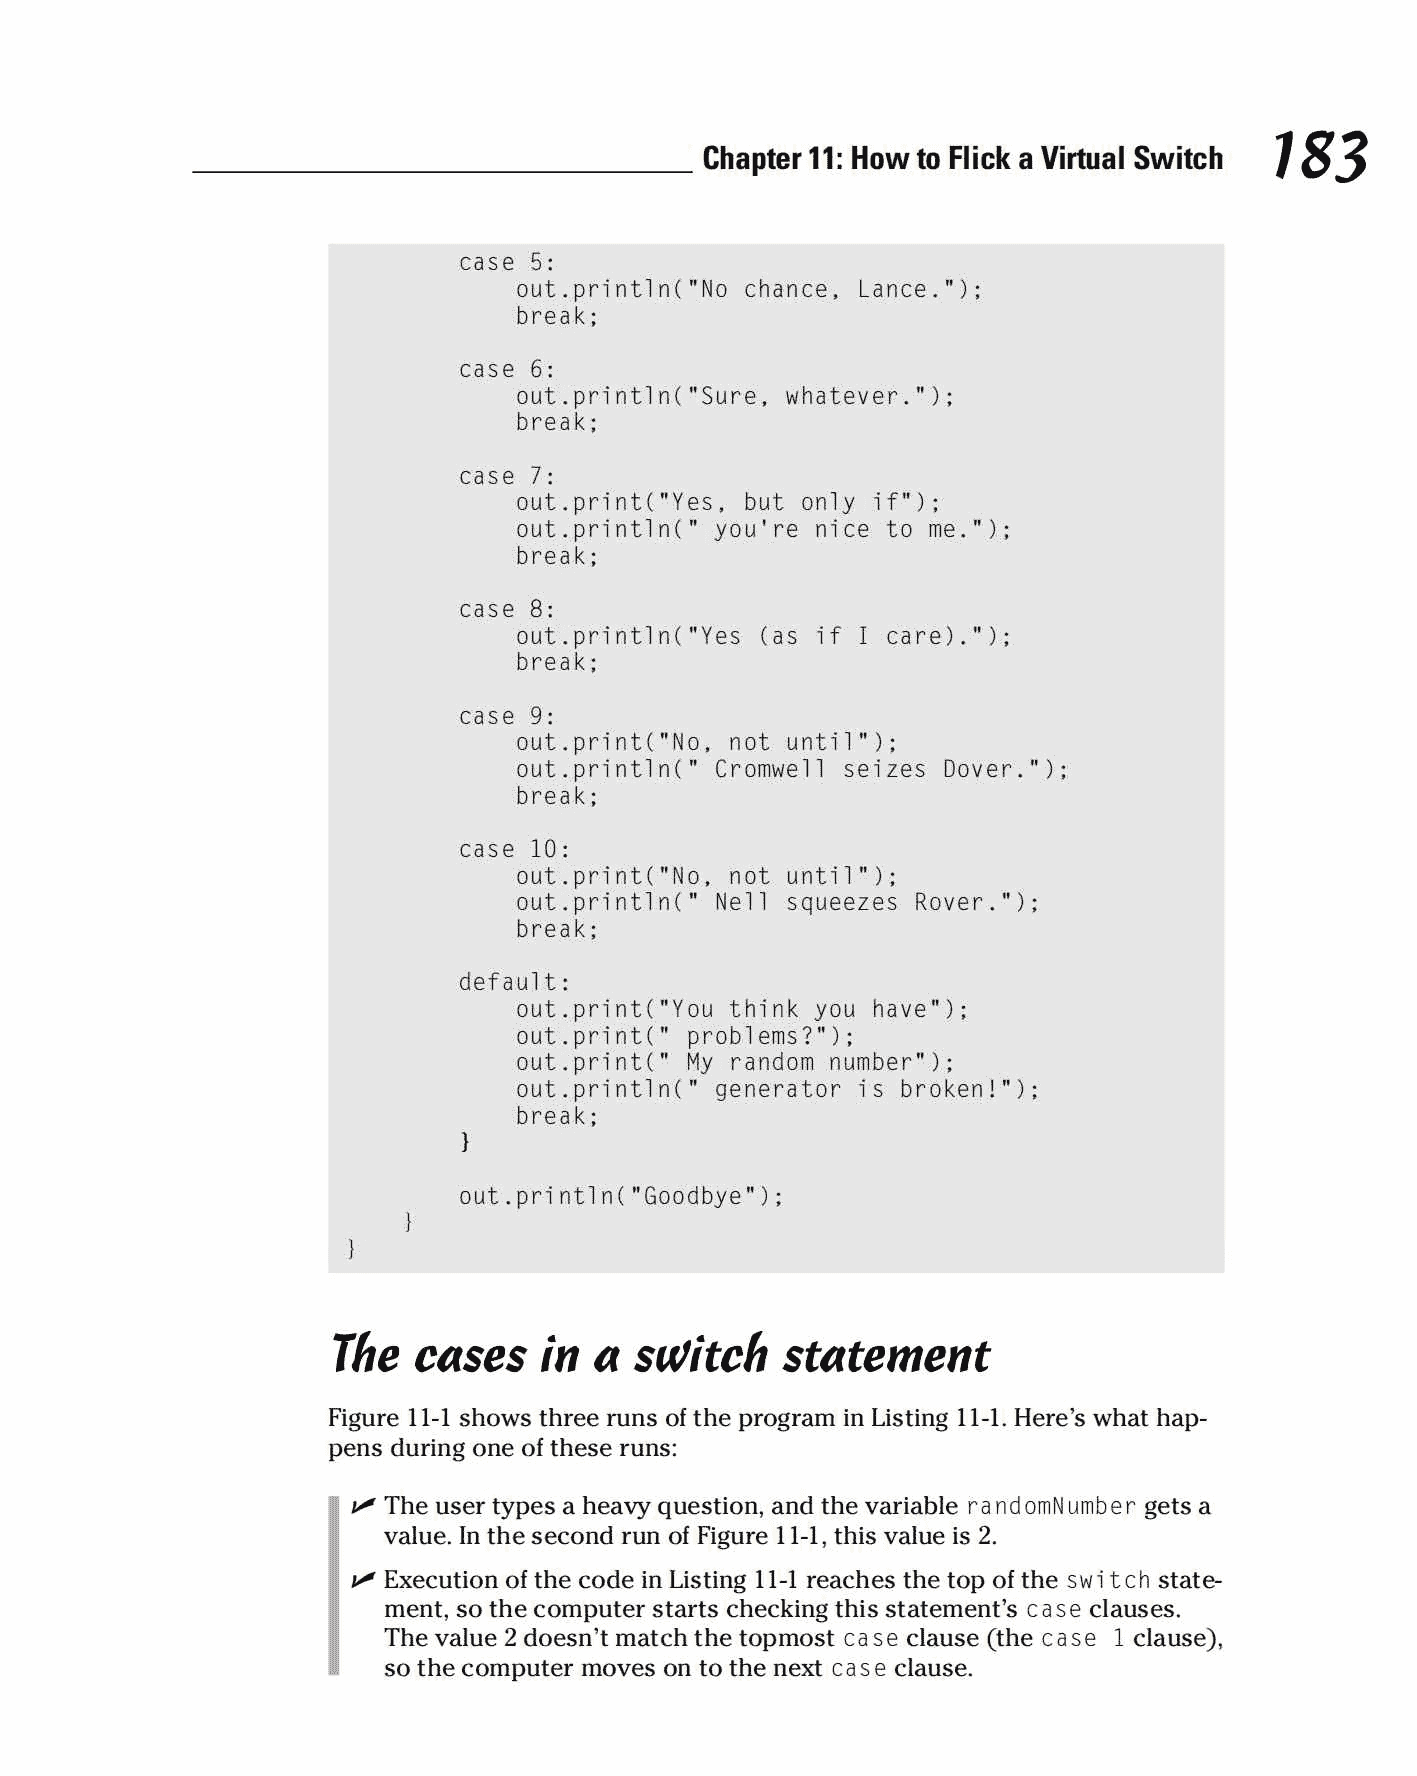 Chapter 11: How to Flick a Virtual Switch 183
case 5:
out.println("No chance, Lance.");
break;
case 6:
out.println("Sure, whatever.");
break;
case 7:
out.print("Yes, but only if");
out.println(" you're nice to me.");
break;
case 8:
out.println("Yes (as if I care).");
break;
case 9:
out.print("No, not until");
out.println(" Cromwell seizes Dover.");
break;
case 10:
out.print("No, not until");
out.println(" Nell squeezes Rover.");
break;
default:
out.print("You think you have");
out.print(" problems?");
out.print(" My random number");
out.println(" generator is broken!");
break;
}
out.println("Goodbye");
}
}
The cases in a switch statement
Figure 11-1 shows three runs of the program in Listing 11-1. Here's what hap-
pens during one of these runs:
✓ The user types a heavy question, and the variable randomNumber gets a
value. In the second run of Figure 11-1, this value is 2.
✓ Execution of the code in Listing 11-1 reaches the top of the switch state-
ment, so the computer starts checking this statement's case clauses.
The value 2 doesn't match the topmost case clause (the case 1 clause),
so the computer moves on to the next case clause.